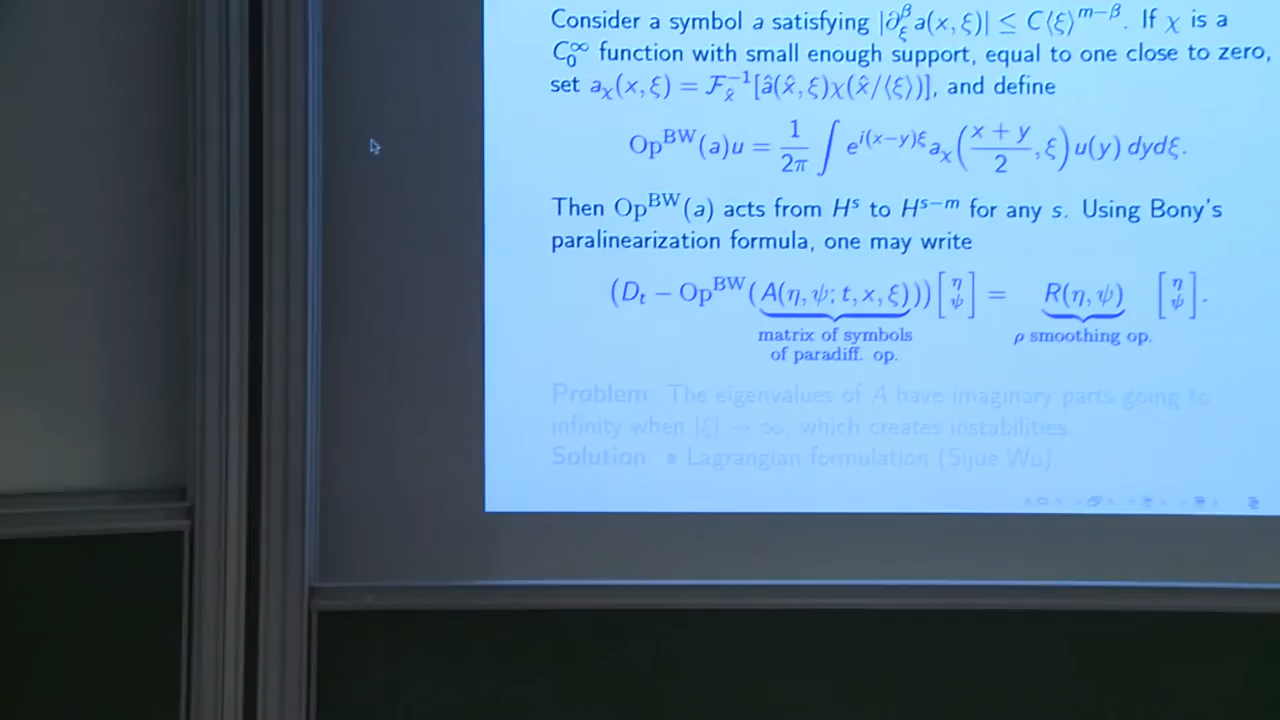 Consider a symbol a satisfying |∂_ξ^β a(x, ξ)| ≤ C⟨ξ⟩^{m−β}. If χ is a
C_0^∞ function with small enough support, equal to one close to zero,
set a_χ(x, ξ) = F_{x̂}^{−1}[â(x̂, ξ)χ(x̂/⟨ξ⟩)], and define
Op^{BW}(a)u = \frac{1}{2π} ∫ e^{i(x−y)ξ} a_χ(\frac{x + y}{2}, ξ)u(y) dydξ.
Then Op^{BW}(a) acts from H^s to H^{s−m} for any s. Using Bony's
paralinearization formula, one may write
(D_t − Op^{BW}(A(η, ψ; t, x, ξ)))[η ψ] = R(η, ψ) [η ψ].
matrix of symbols of paradiff. op.
ρ smoothing op.
Problem: The eigenvalues of A have imaginary parts going to
infinity when |ξ| → ∞, which creates instabilities.
Solution: • Lagrangian formulation (Sijue Wu)